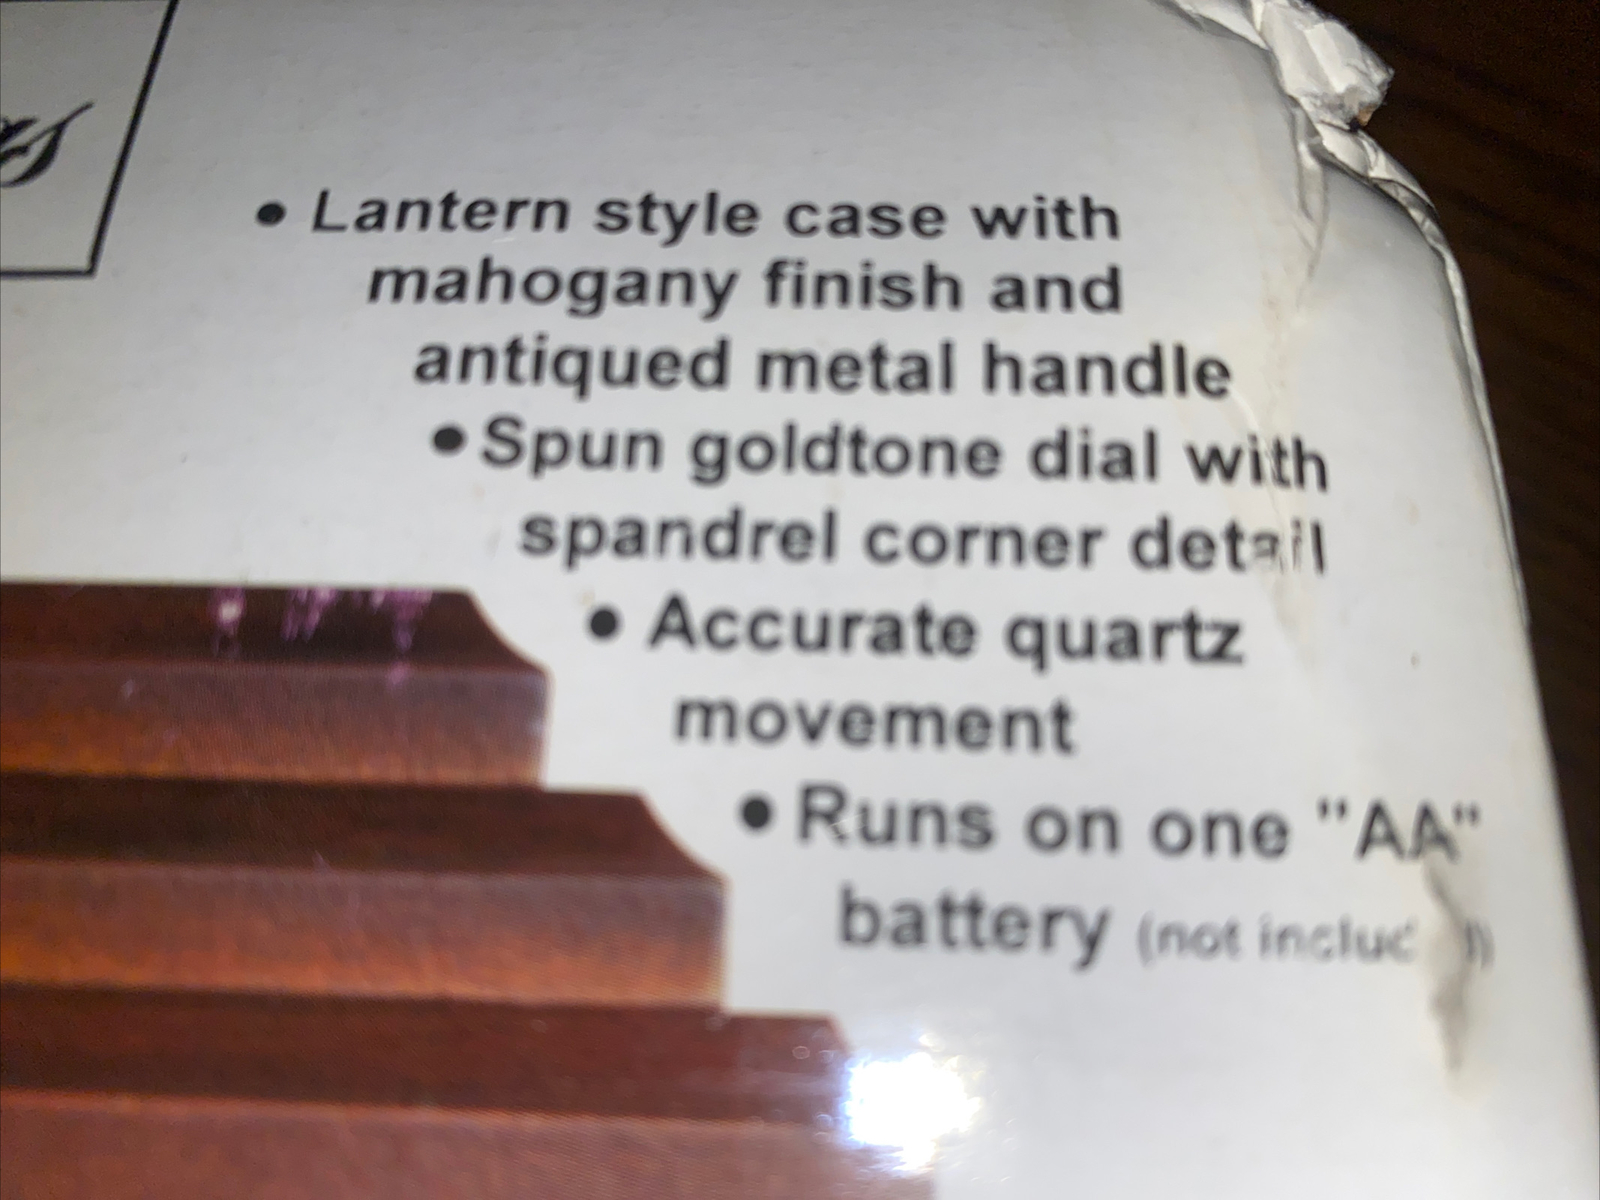 • Lantern style case with
mahogany finish and
antiqued metal handle
• Spun goldtone dial with
spandrel corner detail
• Accurate quartz
movement
• Runs on one "AA"
battery (not